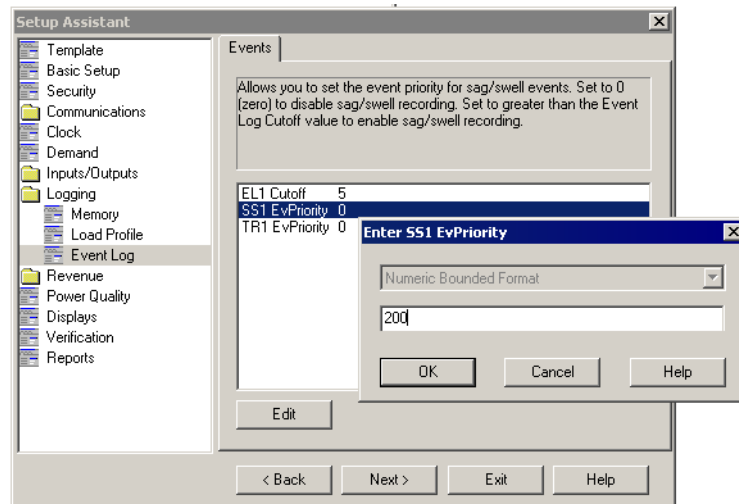 Setup Assistant
Template
Basic Setup
Security
Communications
Clock
Demand
Inputs/Outputs
Logging
Memory
Load Profile
Event Log
Revenue
Power Quality
Displays
Verification
Reports
Events
Allows you to set the event priority for sag/swell events. Set to 0
(zero) to disable sag/swell recording. Set to greater than the Event
Log Cutoff value to enable sag/swell recording.
EL1 Cutoff 5
SS1 EvPriority 0
TR1 EvPriority 0
Enter SS1 EvPriority
Numeric Bounded Format
200
OK Cancel Help
Edit
< Back Next > Exit Help